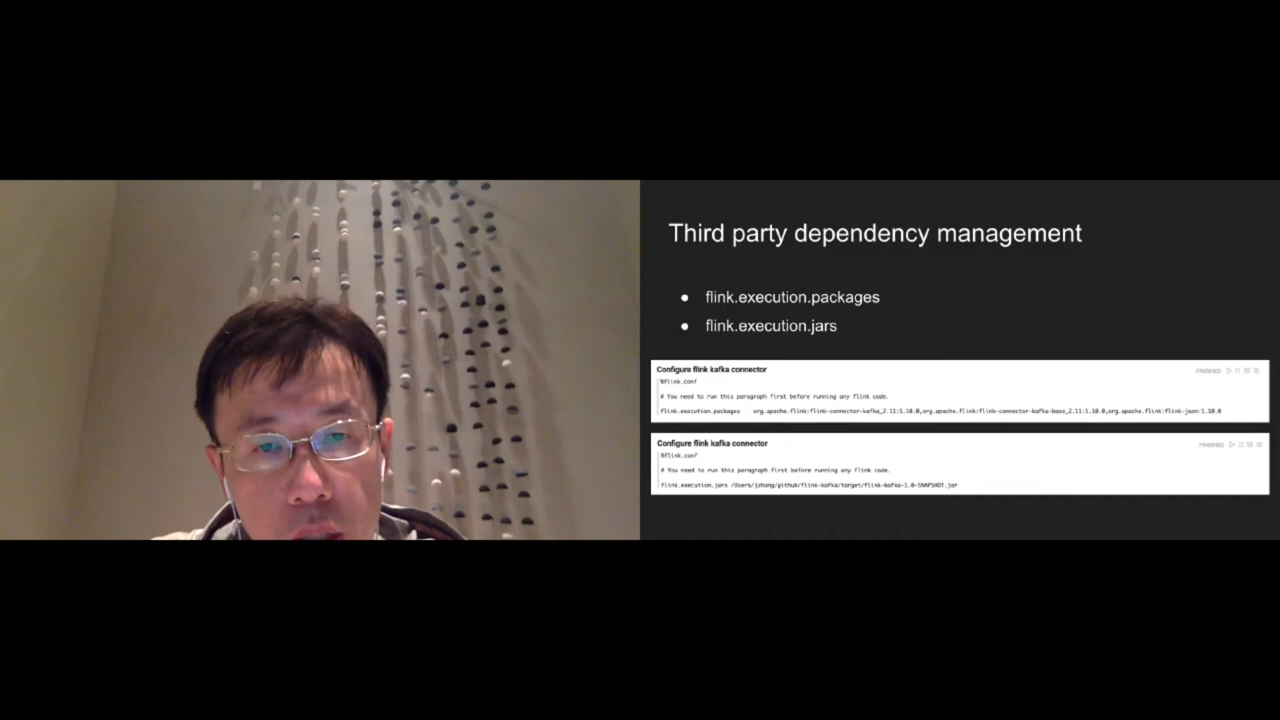 Third party dependency management
● flink.execution.packages
● flink.execution.jars
Configure flink kafka connector
FINISHED
%flink.conf
# You need to run this paragraph first before running any flink code.
flink.execution.packages org.apache.flink:flink-connector-kafka_2.11:1.10.0,org.apache.flink:flink-connector-kafka-base_2.11:1.10.0,org.apache.flink:flink-json:1.10.0
Configure flink kafka connector
FINISHED
%flink.conf
# You need to run this paragraph first before running any flink code.
flink.execution.jars /Users/jzhang/github/flink-kafka/target/flink-kafka-1.0-SNAPSHOT.jar